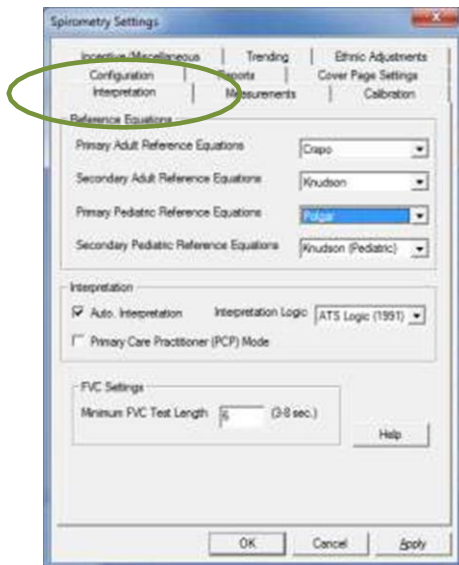 Spirometry Settings
Incentive/Miscellaneous Trending Ethnic Adjustments
Configuration Reports Cover Page Settings
Interpretation Measurements Calibration
Reference Equations
Primary Adult Reference Equations Crapo
Secondary Adult Reference Equations Knudson
Primary Pediatric Reference Equations Polgar
Secondary Pediatric Reference Equations Knudson (Pediatric)
Interpretation
Auto. Interpretation Interpretation Logic ATS Logic (1991)
Primary Care Practitioner (PCP) Mode
FVC Settings
Minimum FVC Test Length 6 (3-8 sec.)
Help
OK Cancel Apply